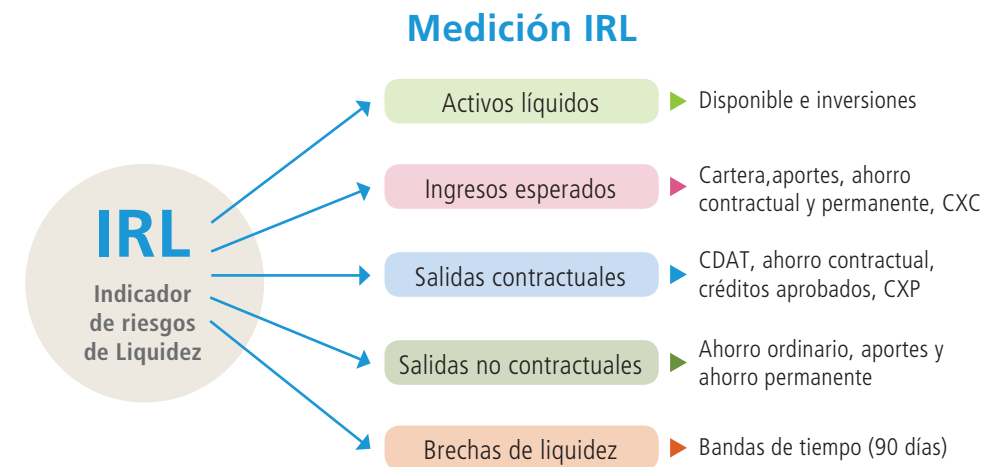 Medición IRL
IRL
Indicador
de riesgos
de Liquidez
Activos líquidos
Disponible e inversiones
Ingresos esperados
Cartera,aportes, ahorro
contractual y permanente, CXC
Salidas contractuales
CDAT, ahorro contractual,
créditos aprobados, CXP
Salidas no contractuales
Ahorro ordinario, aportes y
ahorro permanente
Brechas de liquidez
Bandas de tiempo (90 días)